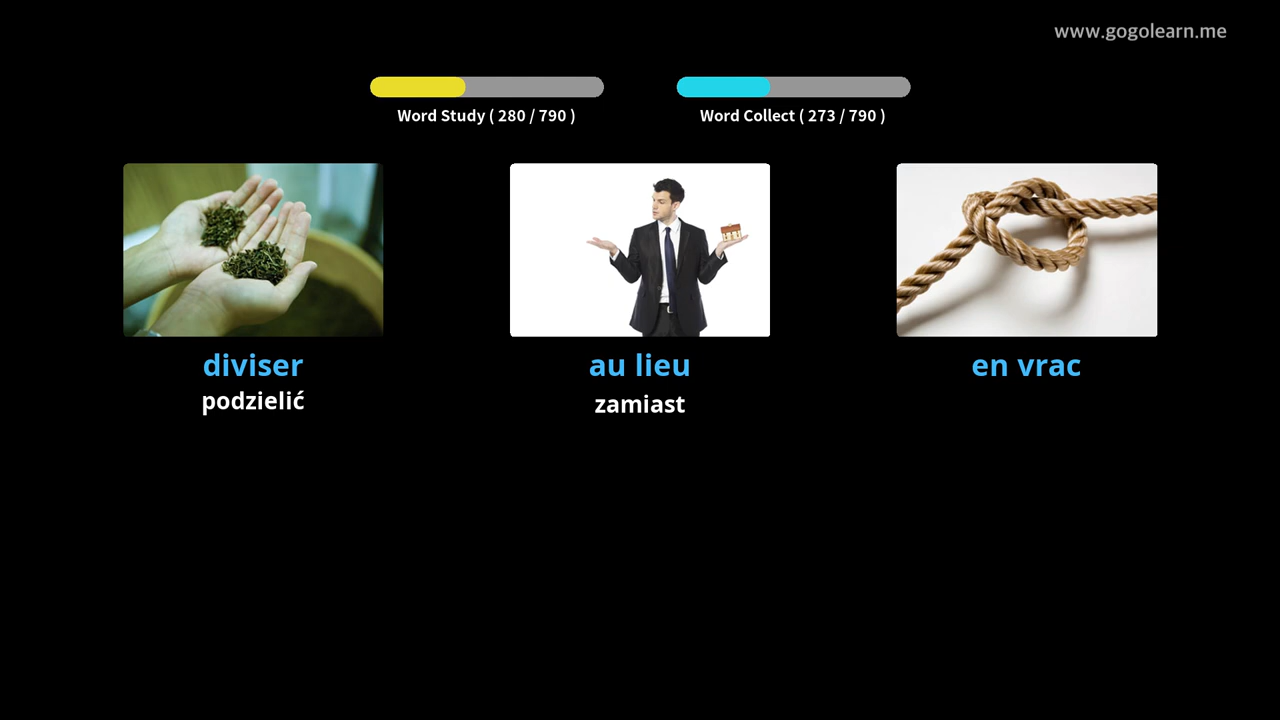 www.gogolearn.me
Word Study ( 280 / 790 )
Word Collect ( 273 / 790 )
diviser
podzielić
au lieu
zamiast
en vrac